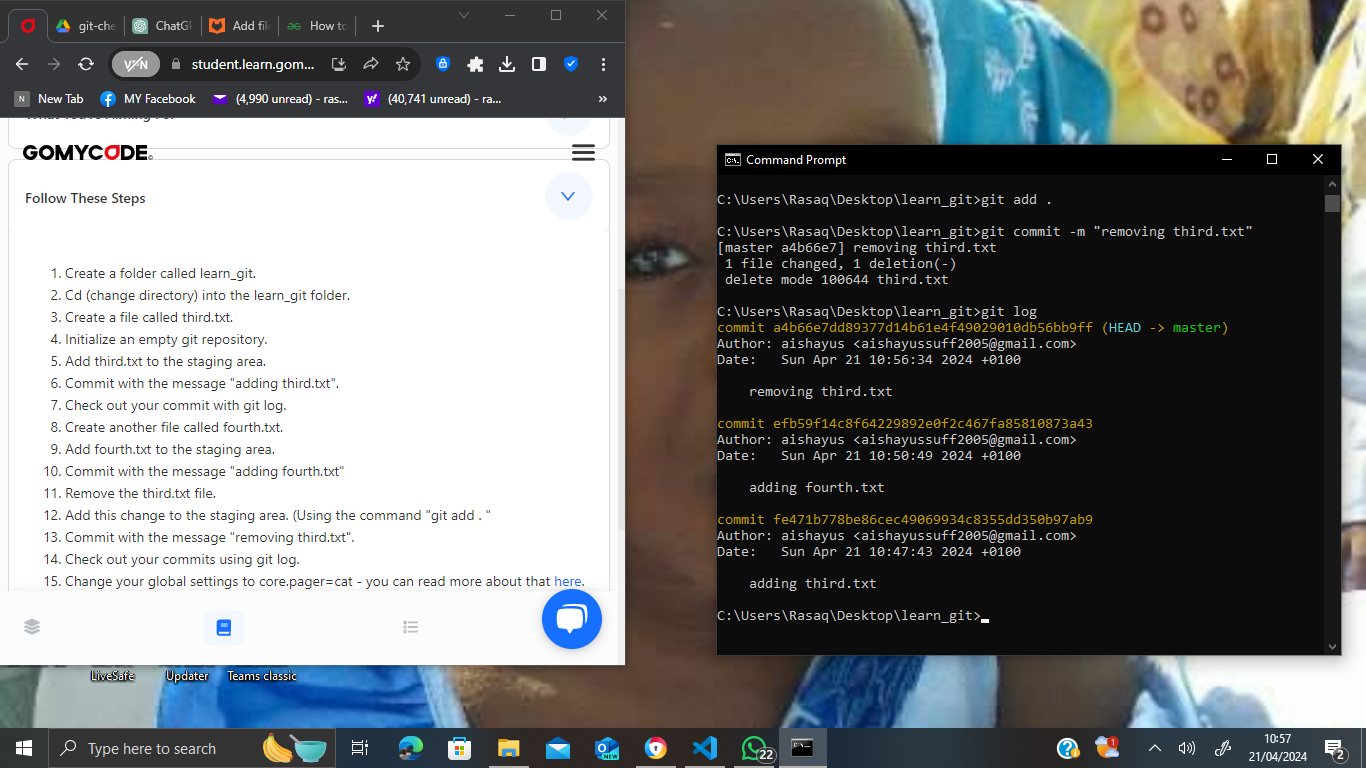 git-che
ChatGF
Add file
How to
VPN
student.learn.gom...
N New Tab
MY Facebook
(4,990 unread) - ras...
(40,741 unread) - ra...
»
GOMYCODE
Follow These Steps
1. Create a folder called learn_git.
2. Cd (change directory) into the learn_git folder.
3. Create a file called third.txt.
4. Initialize an empty git repository.
5. Add third.txt to the staging area.
6. Commit with the message "adding third.txt".
7. Check out your commit with git log.
8. Create another file called fourth.txt.
9. Add fourth.txt to the staging area.
10. Commit with the message "adding fourth.txt"
11. Remove the third.txt file.
12. Add this change to the staging area. (Using the command "git add . "
13. Commit with the message "removing third.txt".
14. Check out your commits using git log.
15. Change your global settings to core.pager=cat - you can read more about that here.
LiveSafe
Updater
Teams classic
Command Prompt
C:\Users\Rasaq\Desktop\learn_git>git add .
C:\Users\Rasaq\Desktop\learn_git>git commit -m "removing third.txt"
[master a4b66e7] removing third.txt
1 file changed, 1 deletion(-)
delete mode 100644 third.txt
C:\Users\Rasaq\Desktop\learn_git>git log
commit a4b66e7dd89377d14b61e4f49029010db56bb9ff (HEAD -> master)
Author: aishayus <aishayussuff2005@gmail.com>
Date:   Sun Apr 21 10:56:34 2024 +0100
removing third.txt
commit efb59f14c8f64229892e0f2c467fa85810873a43
Author: aishayus <aishayussuff2005@gmail.com>
Date:   Sun Apr 21 10:50:49 2024 +0100
adding fourth.txt
commit fe471b778be86cec49069934c8355dd350b97ab9
Author: aishayus <aishayussuff2005@gmail.com>
Date:   Sun Apr 21 10:47:43 2024 +0100
adding third.txt
C:\Users\Rasaq\Desktop\learn_git>
Type here to search
NEW
22
1
10:57
21/04/2024
2